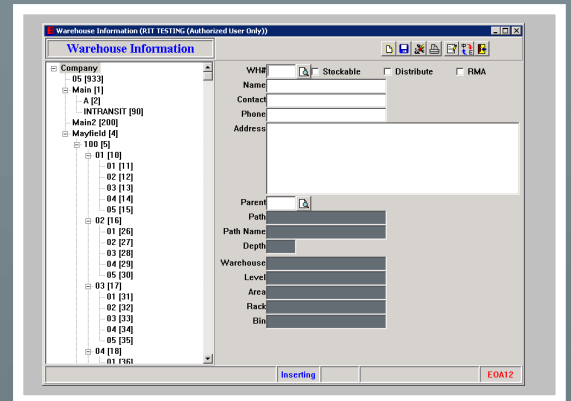 Warehouse Information (RIT TESTING (Authorized User Only))
Warehouse Information
Company
05 [933]
Main [1]
A [2]
INTRANSIT [90]
Main2 [200]
Mayfield [4]
100 [5]
01 [10]
01 [11]
02 [12]
03 [13]
04 [14]
05 [15]
02 [16]
01 [26]
02 [27]
03 [28]
04 [29]
05 [30]
03 [17]
01 [31]
02 [32]
03 [33]
04 [34]
05 [35]
04 [18]
01 [36]
WH# Stockable Distribute RMA
Name
Contact
Phone
Address
Parent
Path
Path Name
Depth
Warehouse
Level
Area
Rack
Bin
Inserting
EOA12